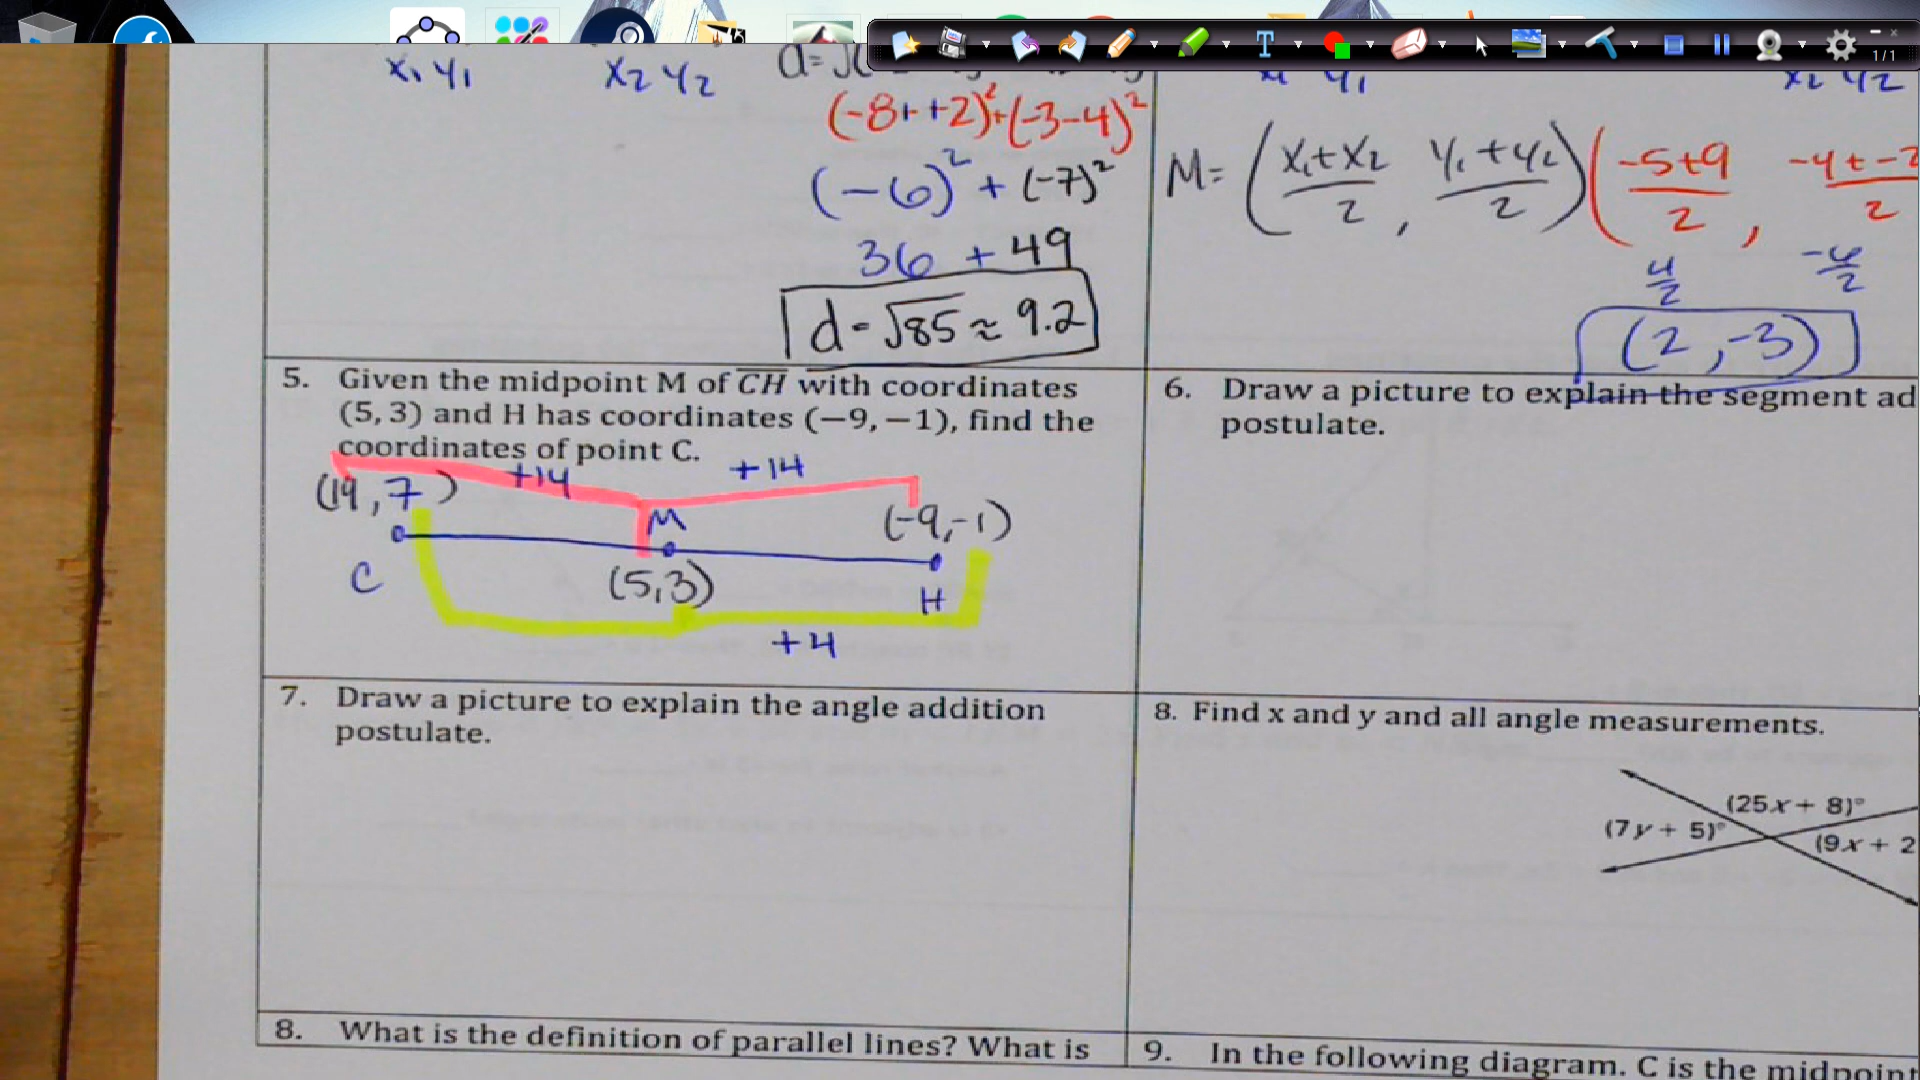 1/1
x₁ y₁
x₂ y₂
(-8++2)²+(-3-4)²
(-6)² + (-7)²
36 + 49
d=√85≈9.2
x₂ y₂
M= (x₁+x₂/2 , y₁+y₂/2) (-5+9/2 ,
4/2
(2,-3)
5. Given the midpoint M of CH with coordinates
(5, 3) and H has coordinates (−9, −1), find the
coordinates of point C.
+14 +14
(19,7) M (-9,-1)
C (5,3) H
+4
6. Draw a picture to explain the segment ad
postulate.
7. Draw a picture to explain the angle addition
postulate.
8. Find x and y and all angle measurements.
(25x + 8)°
(7y + 5)°
(9x + 2
8. What is the definition of parallel lines? What is
9. In the following diagram. C is the midpoint